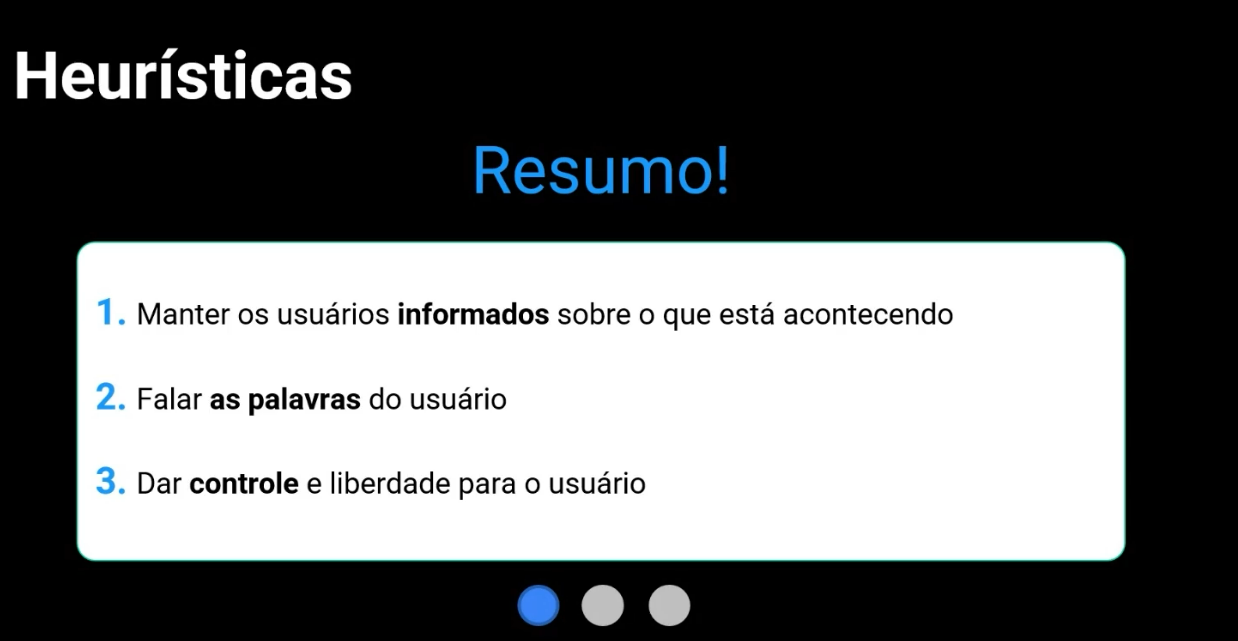 Heurísticas
Resumo!
1. Manter os usuários informados sobre o que está acontecendo
2. Falar as palavras do usuário
3. Dar controle e liberdade para o usuário